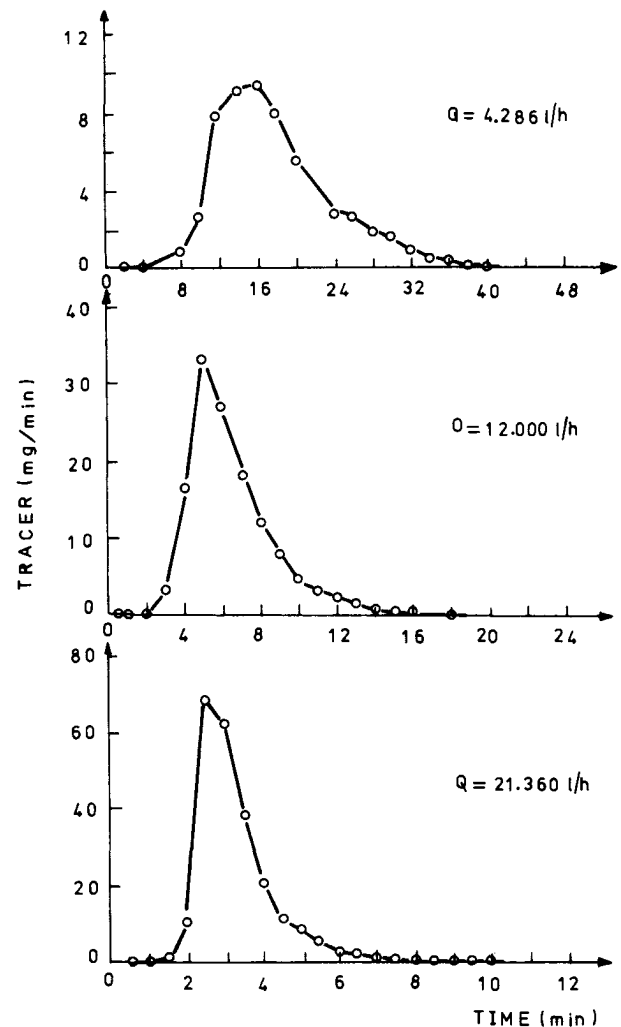 12
8
4
0
0 8 16 24 32 40 48
Q = 4.286 l/h
40
30
20
10
0
0 4 8 12 16 20 24
O = 12.000 l/h
TRACER (mg/min)
80
60
40
20
0
0 2 4 6 8 10 12
Q = 21.360 l/h
TIME (min)